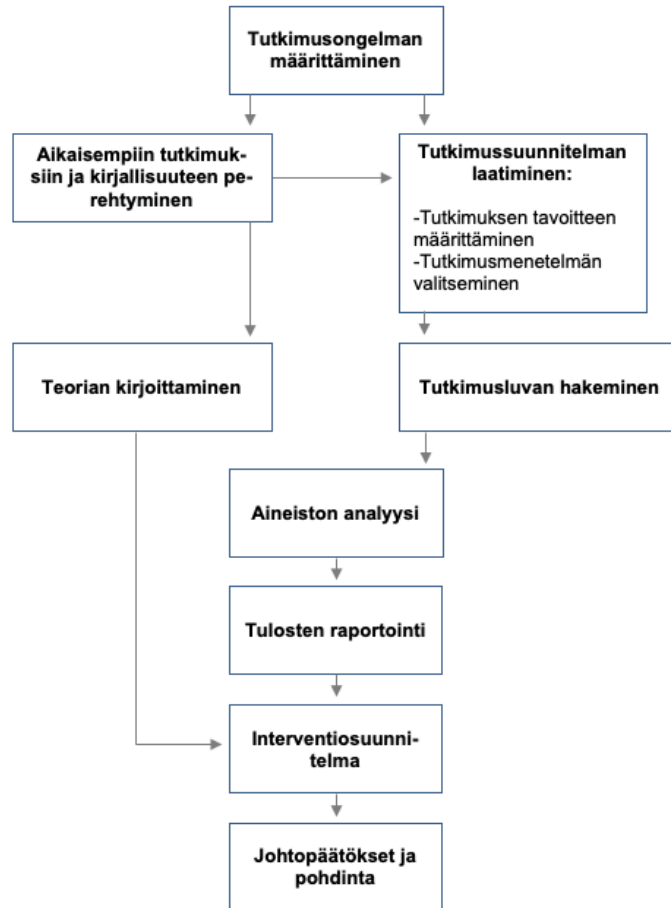 Tutkimusongelman
määrittäminen
Aikaisempiin tutkimuk-
siin ja kirjallisuuteen pe-
rehtyminen
Tutkimussuunnitelman
laatiminen:
-Tutkimuksen tavoitteen
määrittäminen
-Tutkimusmenetelmän
valitseminen
Teorian kirjoittaminen
Tutkimusluvan hakeminen
Aineiston analyysi
Tulosten raportointi
Interventiosuunni-
telma
Johtopäätökset ja
pohdinta